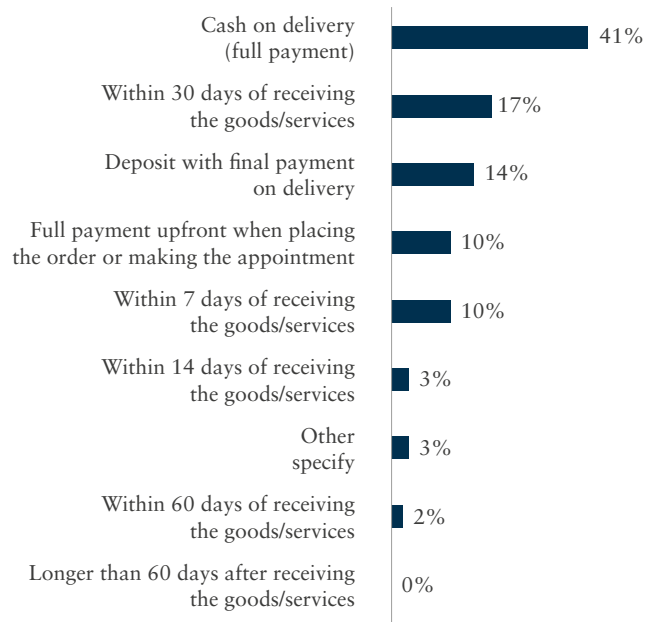 Cash on delivery
(full payment)
41%
Within 30 days of receiving
the goods/services
17%
Deposit with final payment
on delivery
14%
Full payment upfront when placing
the order or making the appointment
10%
Within 7 days of receiving
the goods/services
10%
Within 14 days of receiving
the goods/services
3%
Other
specify
3%
Within 60 days of receiving
the goods/services
2%
Longer than 60 days after receiving
the goods/services
0%